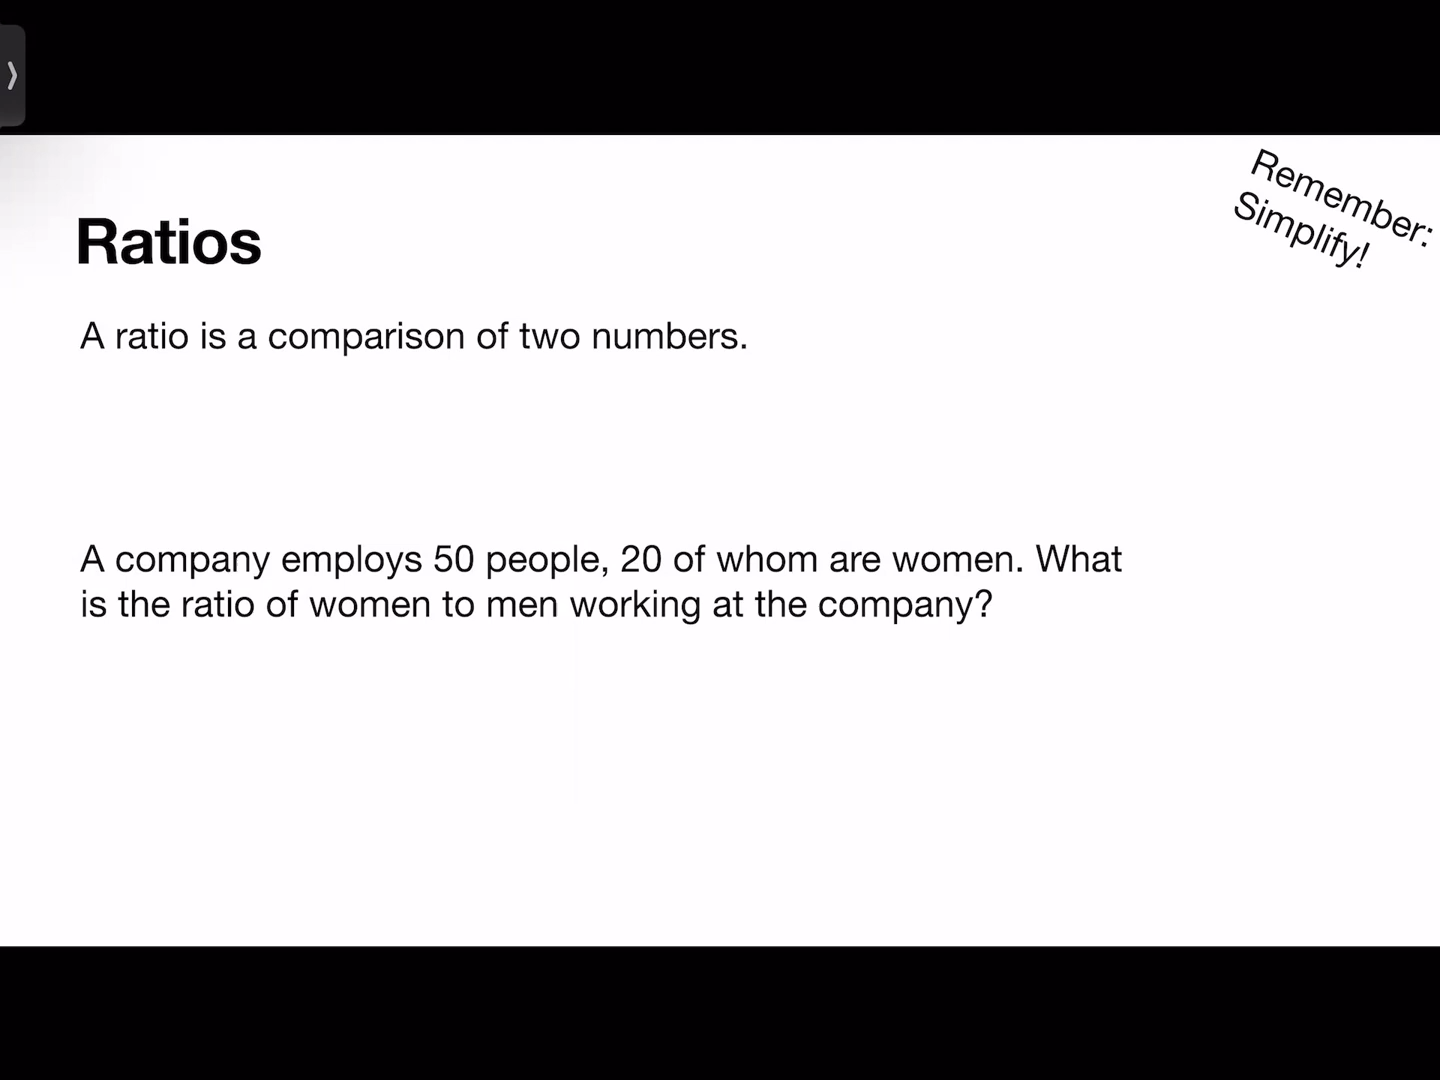 Remember:
Simplify!
Ratios
A ratio is a comparison of two numbers.
A company employs 50 people, 20 of whom are women. What
is the ratio of women to men working at the company?